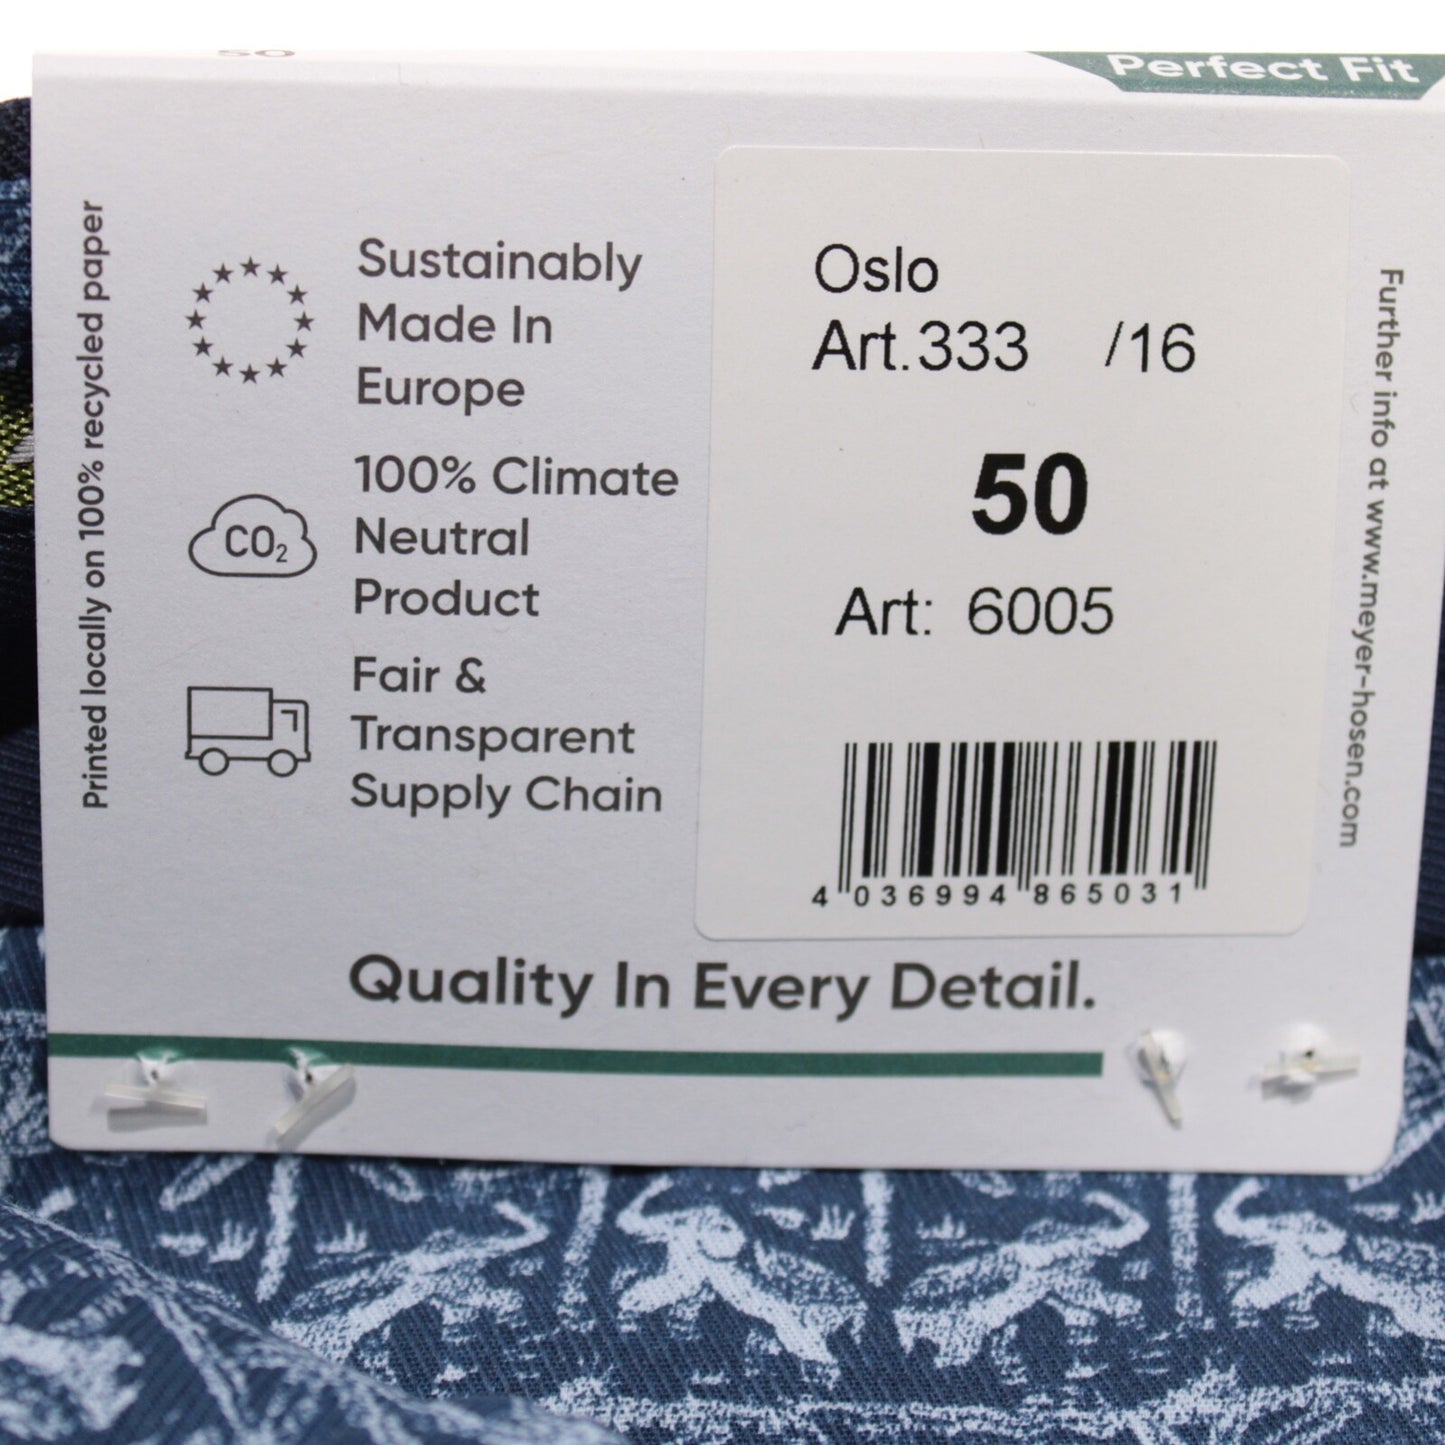 50
Perfect Fit
Printed locally on 100% recycled paper
Sustainably
Made In
Europe
CO₂
100% Climate
Neutral
Product
Fair &
Transparent
Supply Chain
Oslo
Art.333 /16
50
Art: 6005
4 036994 865031
Further info at www.meyer-hosen.com
Quality In Every Detail.